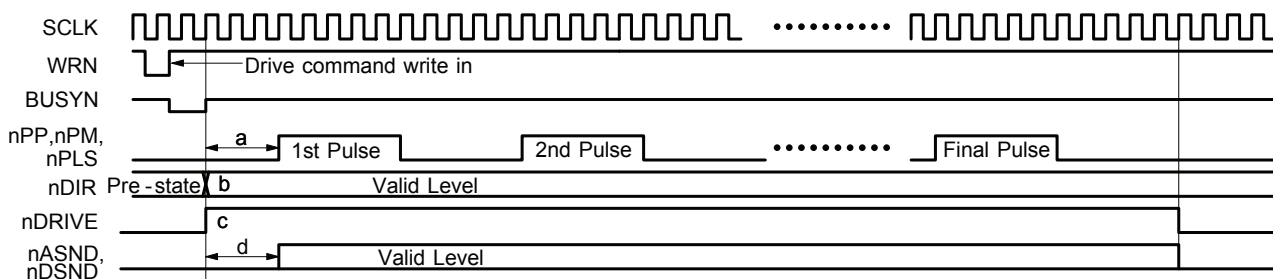 SCLK
WRN
Drive command write in
BUSYN
nPP,nPM,
nPLS
a
1st Pulse
2nd Pulse
Final Pulse
nDIR
Pre-state
b
Valid Level
nDRIVE
c
nASND,
nDSND
d
Valid Level